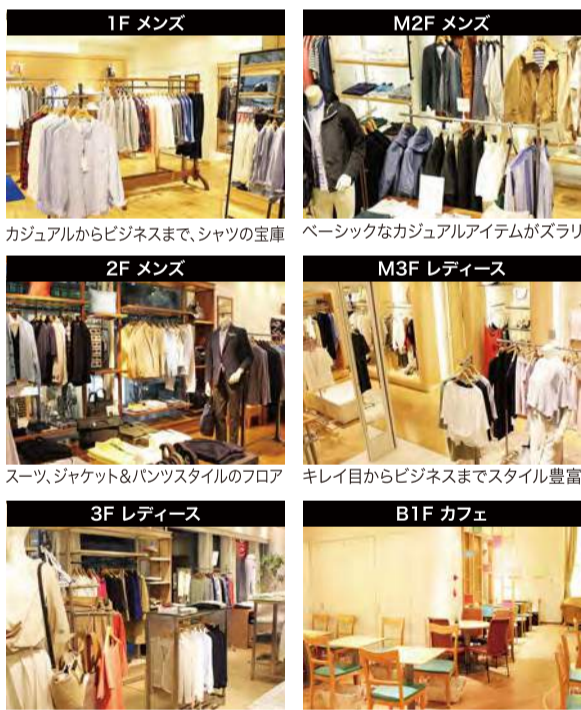 1F メンズ
M2F メンズ
カジュアルからビジネスまで、シャツの宝庫
ベーシックなカジュアルアイテムがズラリ
2F メンズ
M3F レディース
スーツ、ジャケット＆パンツスタイルのフロア
キレイ目からビジネスまでスタイル豊富
3F レディース
B1F カフェ